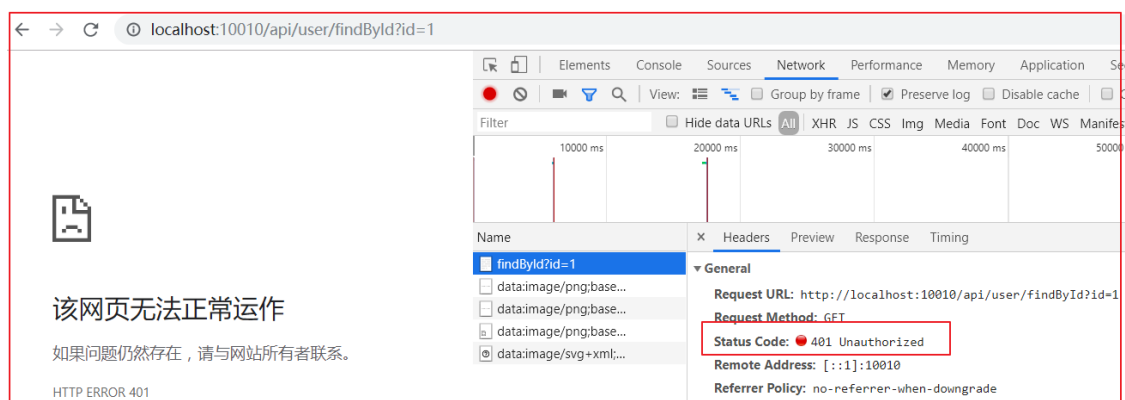 localhost:10010/api/user/findById?id=1
Elements Console Sources Network Performance Memory Application
View: Group by frame Preserve log Disable cache
Filter Hide data URLs All XHR JS CSS Img Media Font Doc WS Manifes
10000 ms 20000 ms 30000 ms 40000 ms 50000
Name
× Headers Preview Response Timing
findById?id=1
data:image/png;base...
data:image/png;base...
data:image/png;base...
data:image/svg+xml;...
General
Request URL: http://localhost:10010/api/user/findById?id=1
Request Method: GET
Status Code: 401 Unauthorized
Remote Address: [::1]:10010
Referrer Policy: no-referrer-when-downgrade
该网页无法正常运作
如果问题仍然存在，请与网站所有者联系。
HTTP ERROR 401